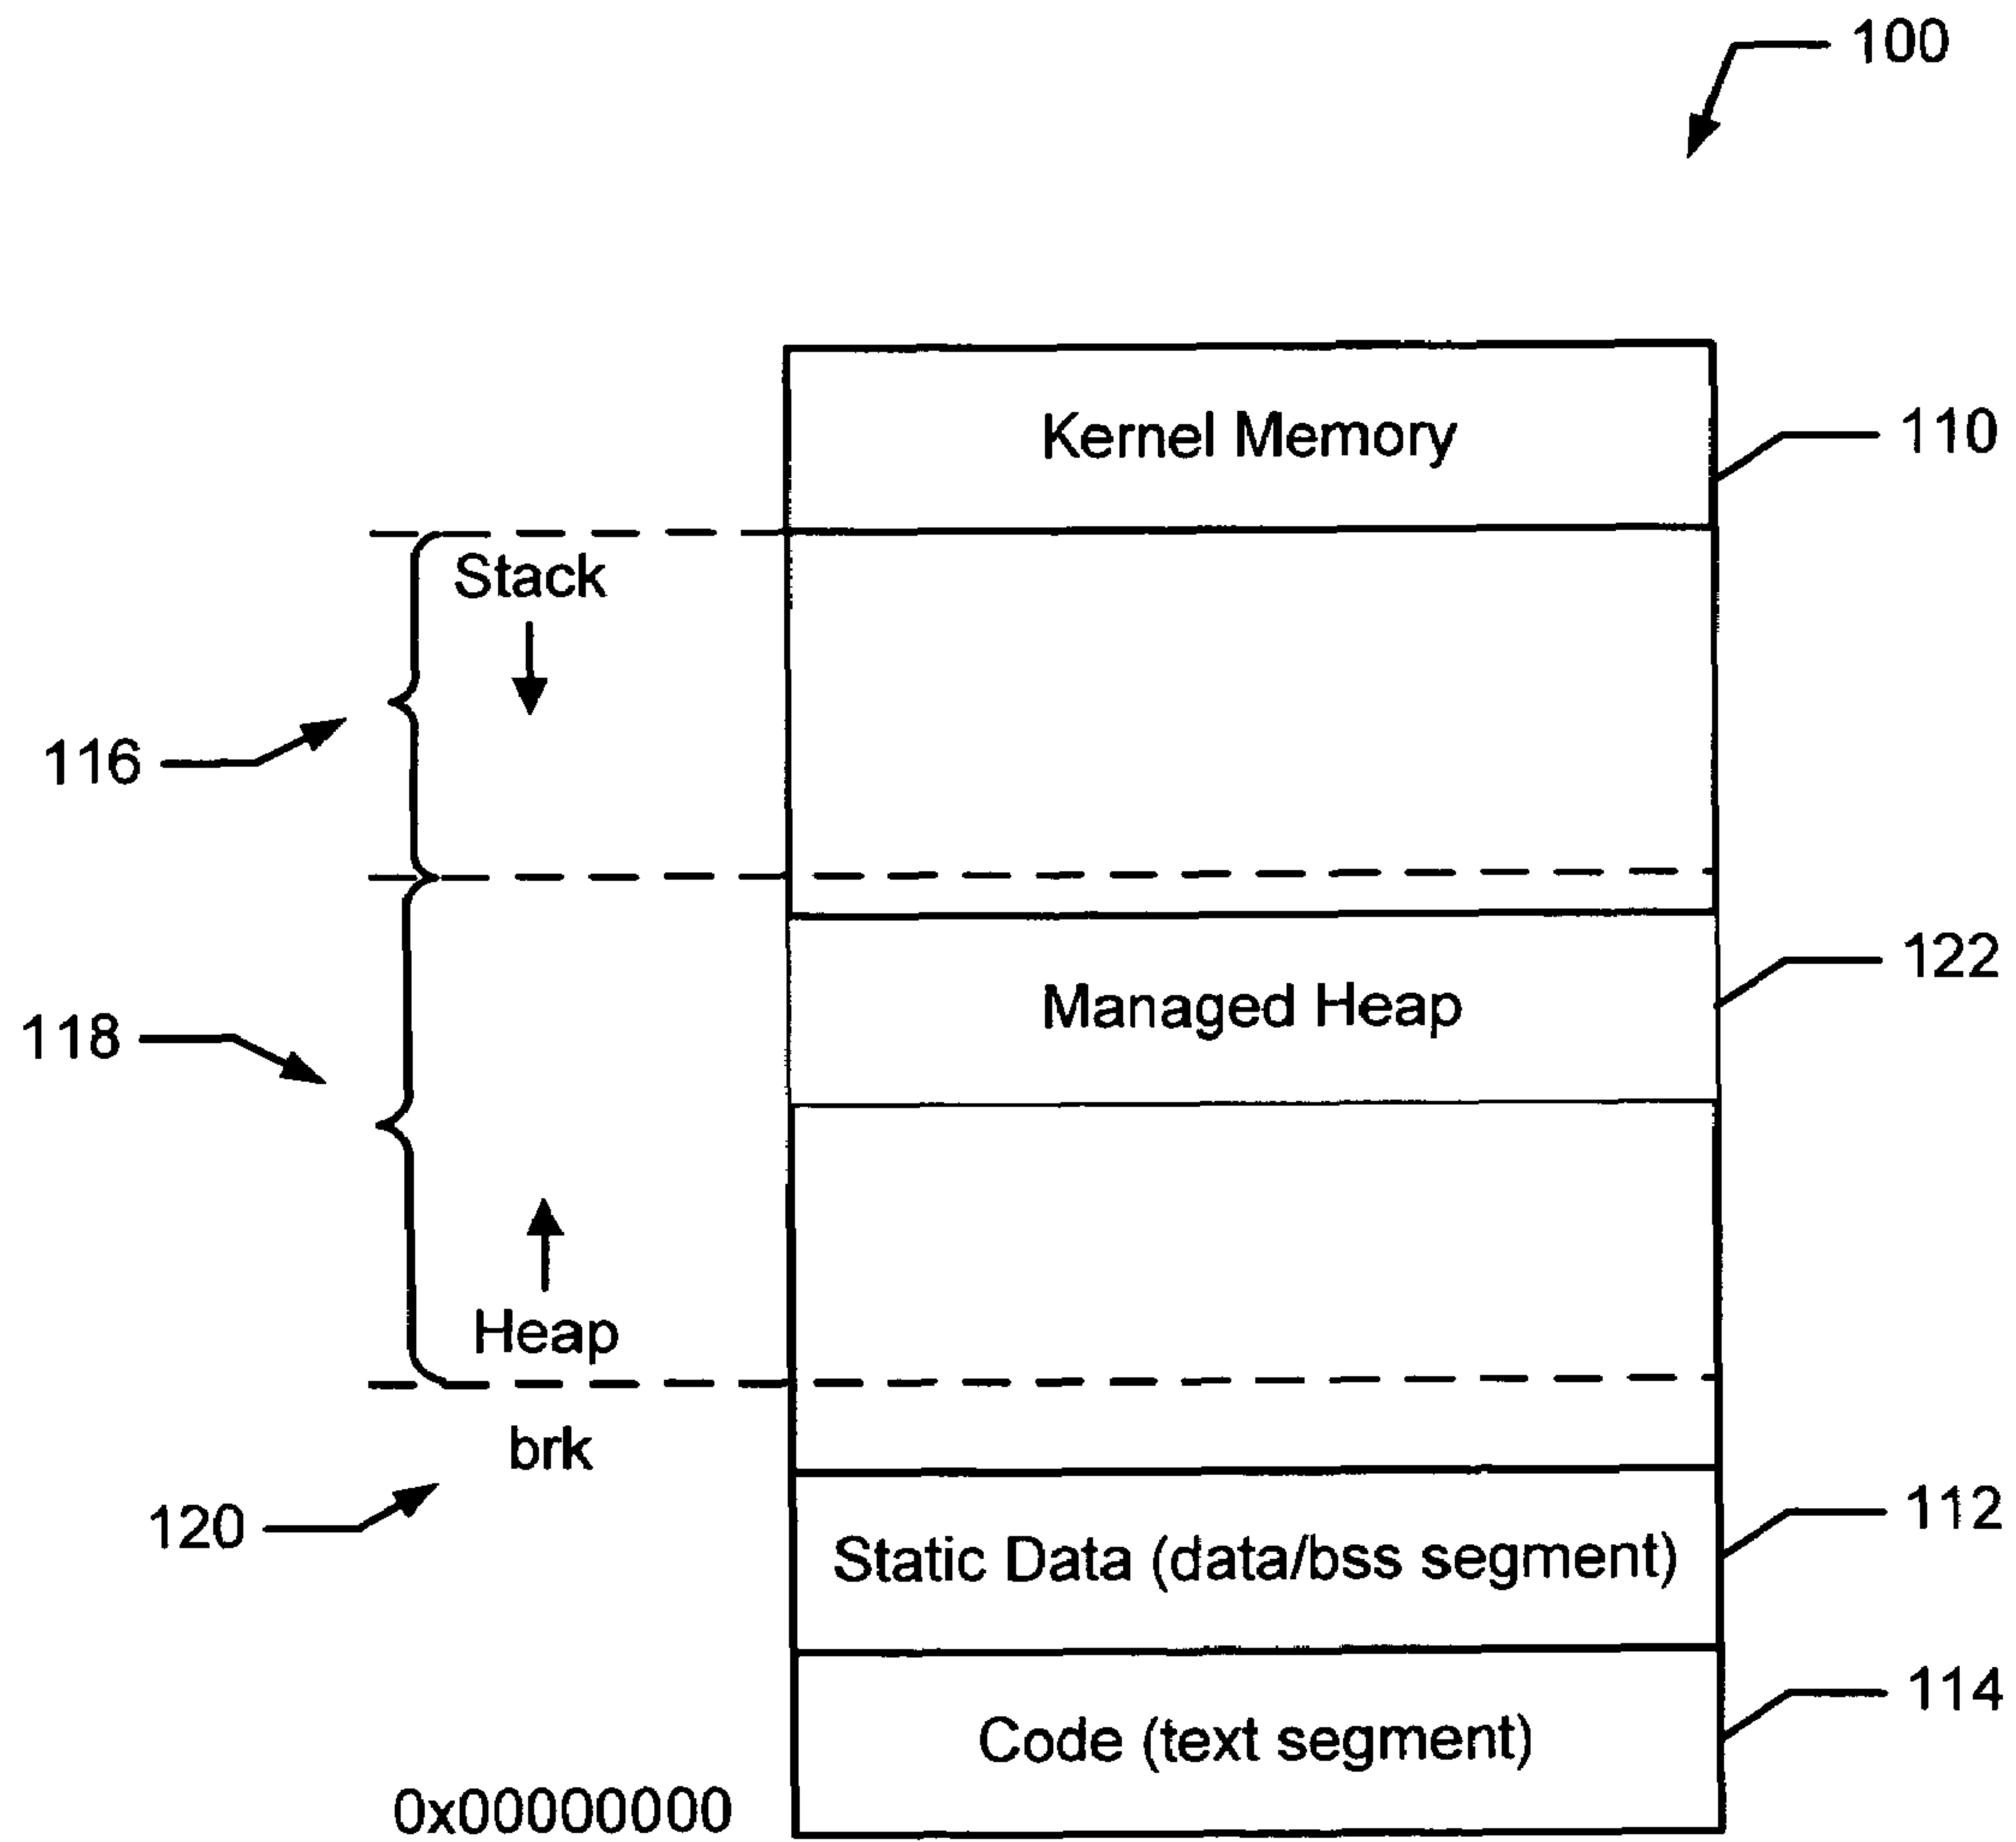 100
Kernel Memory
110
Stack
116
Managed Heap
122
118
Heap
brk
120
Static Data (data/bss segment)
112
Code (text segment)
114
0x00000000